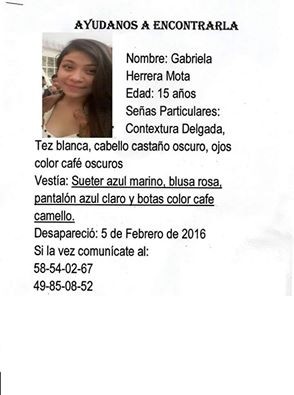 AYUDANOS A ENCONTRARLA
Nombre: Gabriela
Herrera Mota
Edad: 15 años
Señas Particulares:
Contextura Delgada,
Tez blanca, cabello castaño oscuro, ojos
color café oscuros
Vestía: Sueter azul marino, blusa rosa,
pantalón azul claro y botas color cafe
camello.
Desapareció: 5 de Febrero de 2016
Si la vez comunícate al:
58-54-02-67
49-85-08-52